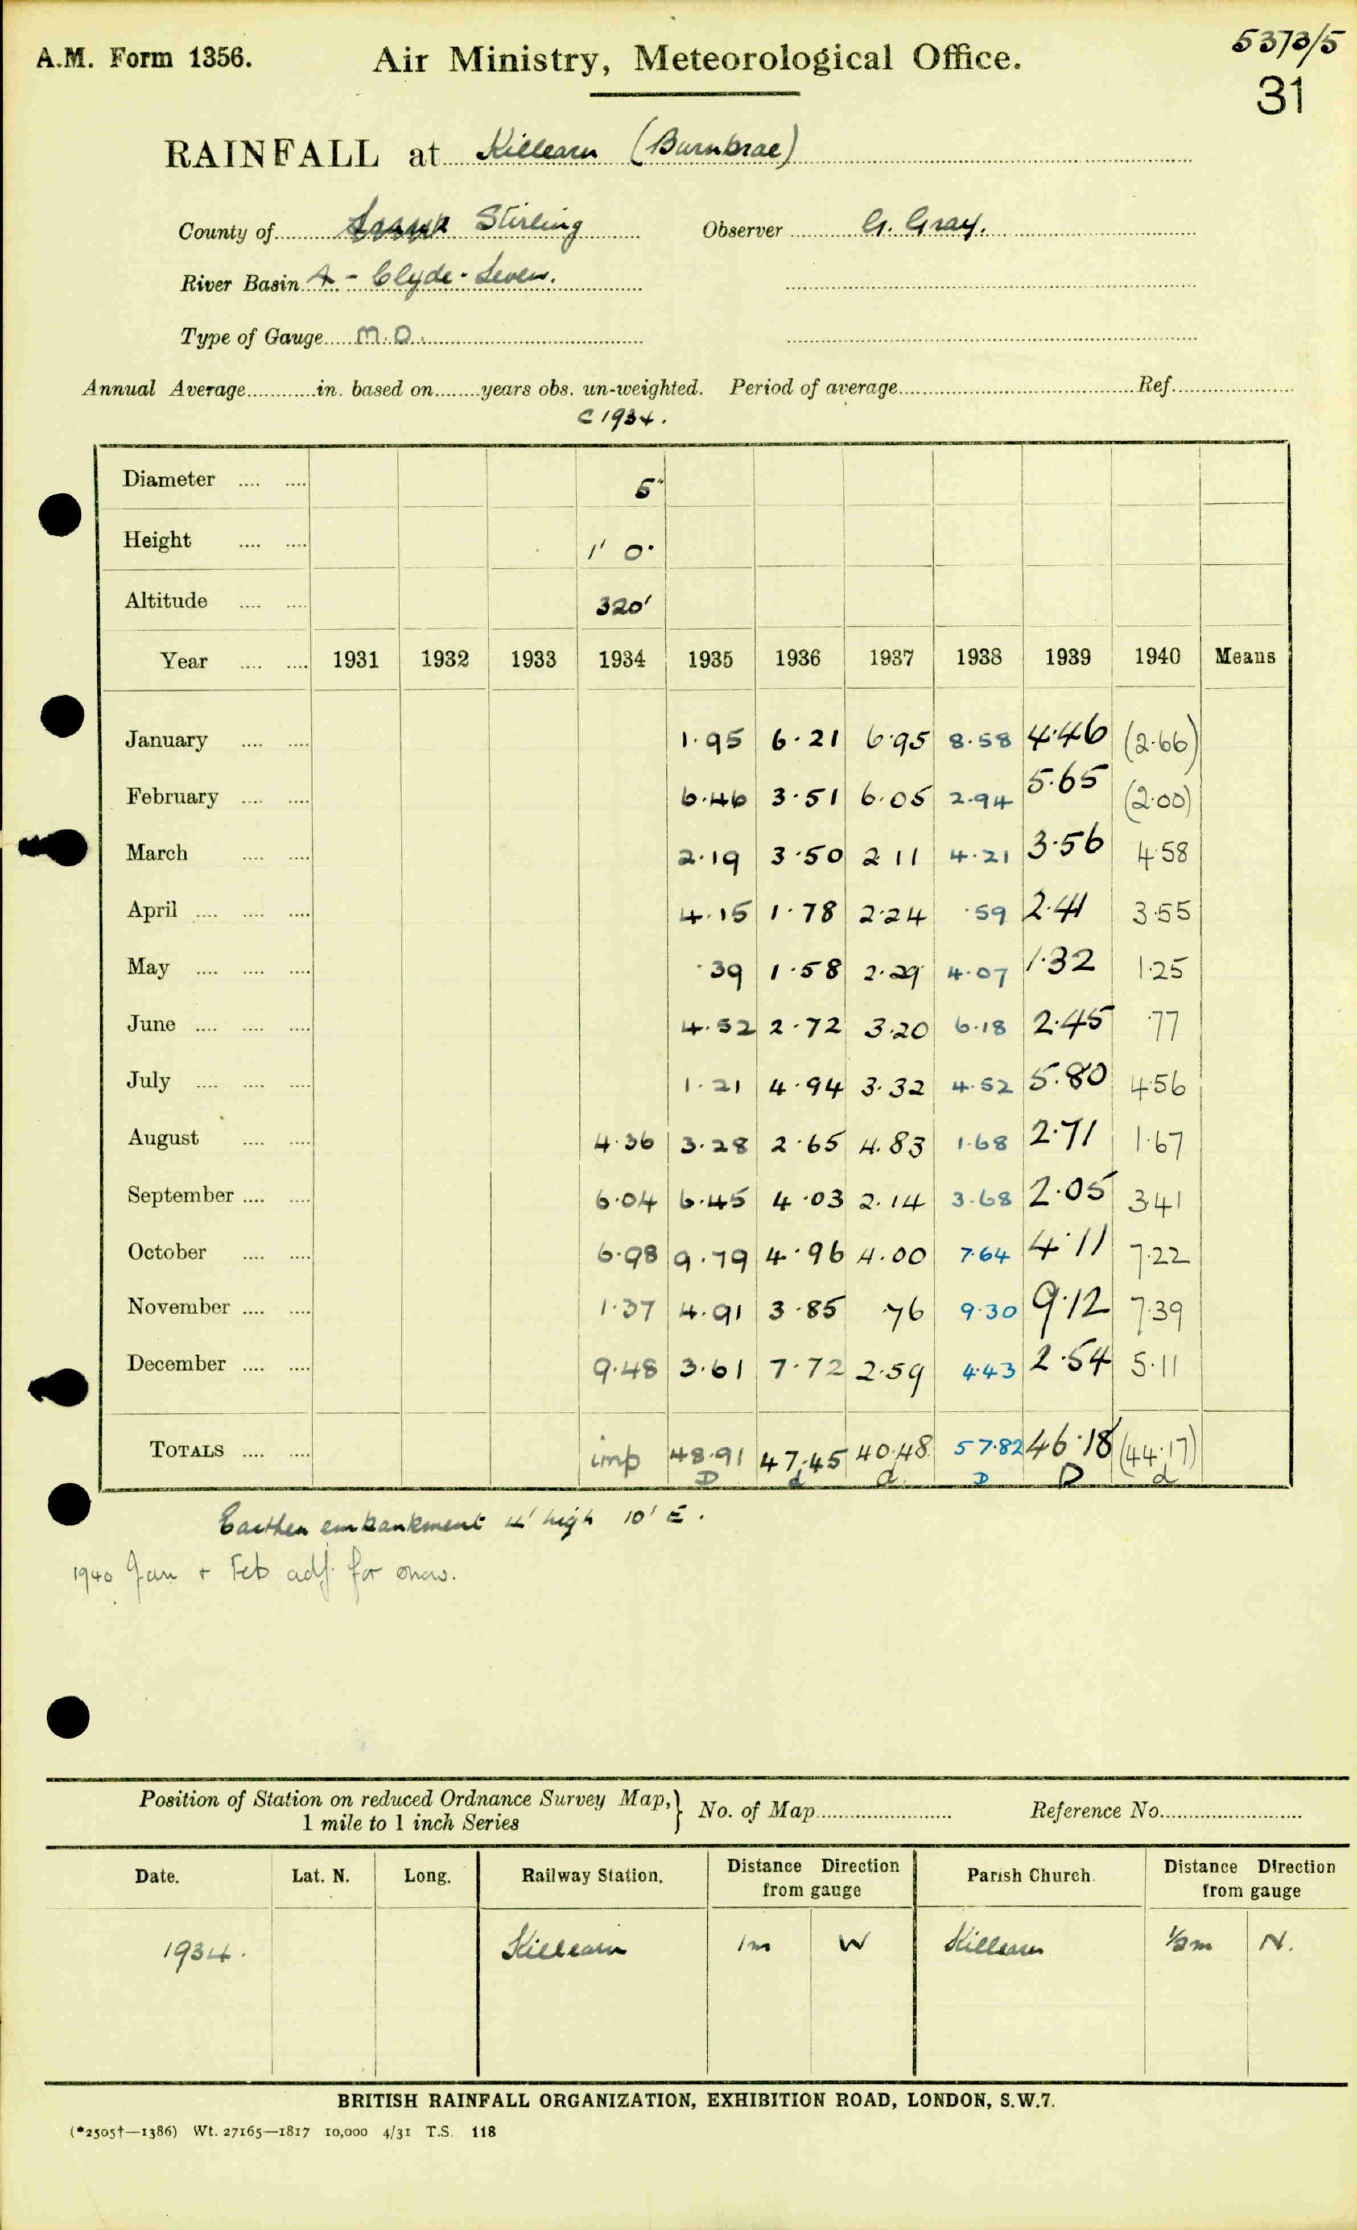 A.M. Form 1356.
Air Ministry, Meteorological Office.
5373/5
31
RAINFALL at Killearn (Burnbrae)
County of Stirling Observer G. Gray.
River Basin 4 - Clyde - Leven.
Type of Gauge M.O.
Annual Average in. based on years obs. un-weighted. Period of average Ref.
C 1934.
Diameter 5"
Height 1' 0"
Altitude 320'
Year 1931 1932 1933 1934 1935 1936 1937 1938 1939 1940 Means
January 1.95 6.21 6.95 8.58 4.46 (2.66)
February 6.46 3.51 6.05 2.94 5.65 (2.00)
March 2.19 3.50 2.11 4.21 3.56 4.58
April 4.15 1.78 2.24 .59 2.41 3.55
May .39 1.58 2.29 4.07 1.32 1.25
June 4.52 2.72 3.20 6.18 2.45 .77
July 1.21 4.94 3.32 4.52 5.80 4.56
August 4.36 3.28 2.65 4.83 1.68 2.71 1.67
September 6.04 6.45 4.03 2.14 3.68 2.05 3.41
October 6.98 9.79 4.96 4.00 7.64 4.11 7.22
November 1.37 4.91 3.85 .76 9.30 9.12 7.39
December 9.48 3.61 7.72 2.59 4.43 2.54 5.11
TOTALS imp 48.91 47.45 40.48 57.82 46.18 (44.17)
D d d D D d
Earthen embankment 4' high 10' E.
1940 Jan + Feb adj. for snow.
Position of Station on reduced Ordnance Survey Map,} No. of Map Reference No.
1 mile to 1 inch Series
Date. Lat. N. Long. Railway Station. Distance Direction from gauge Parish Church Distance Direction from gauge
1934. Killearn 1m W Killearn 1/2m N.
BRITISH RAINFALL ORGANIZATION, EXHIBITION ROAD, LONDON, S.W.7.
(*2505†—1386) Wt. 27165—1817 10,000 4/31 T.S. 118